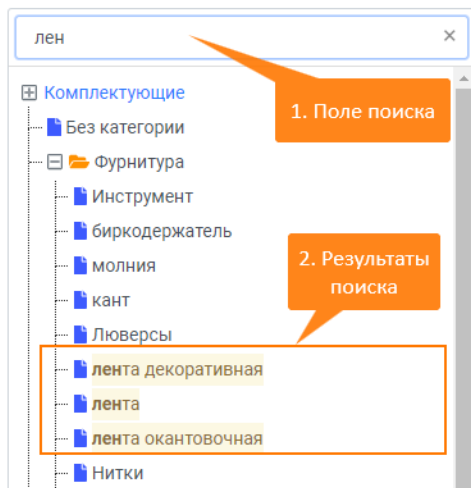 лен
1. Поле поиска
Комплектующие
Без категории
Фурнитура
Инструмент
биркодержатель
2. Результаты
поиска
молния
кант
Люверсы
лента декоративная
лента
лента окантовочная
Нитки